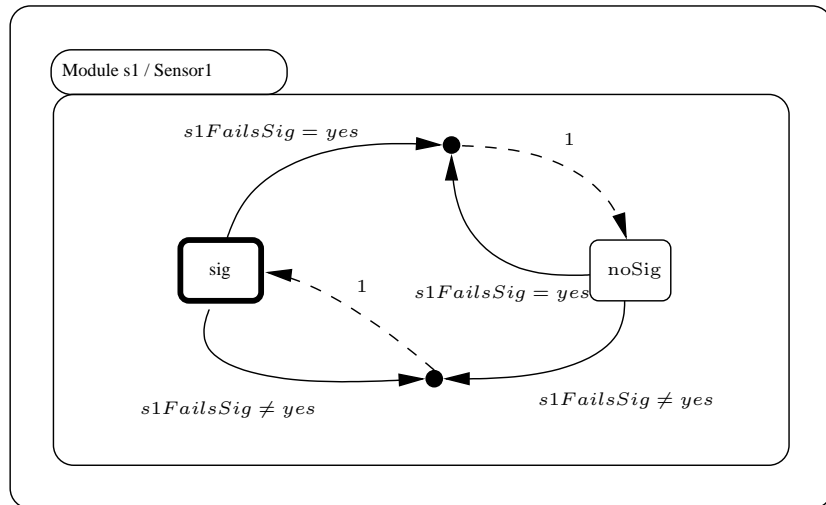 Module s1 / Sensor1
s1FailsSig = yes
1
sig
noSig
1
s1FailsSig = yes
s1FailsSig ≠ yes
s1FailsSig ≠ yes